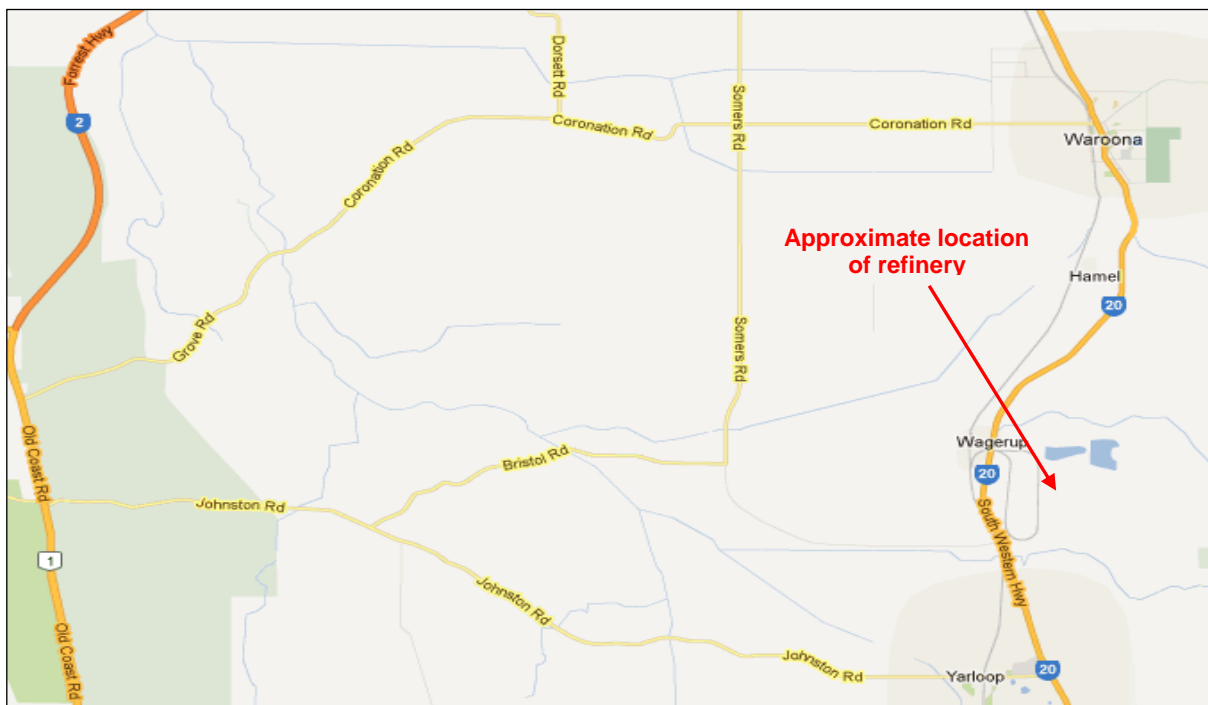 Forrest Hwy
2
Dorsett Rd
Somers Rd
Coronation Rd
Coronation Rd
Waroona
Coronation Rd
Approximate location
of refinery
Hamel
20
Grove Rd
Somers Rd
Old Coast Rd
Wagerup
Bristol Rd
20
Johnston Rd
South Western Hwy
1
Johnston Rd
Old Coast Rd
Johnston Rd
20
Yarloop